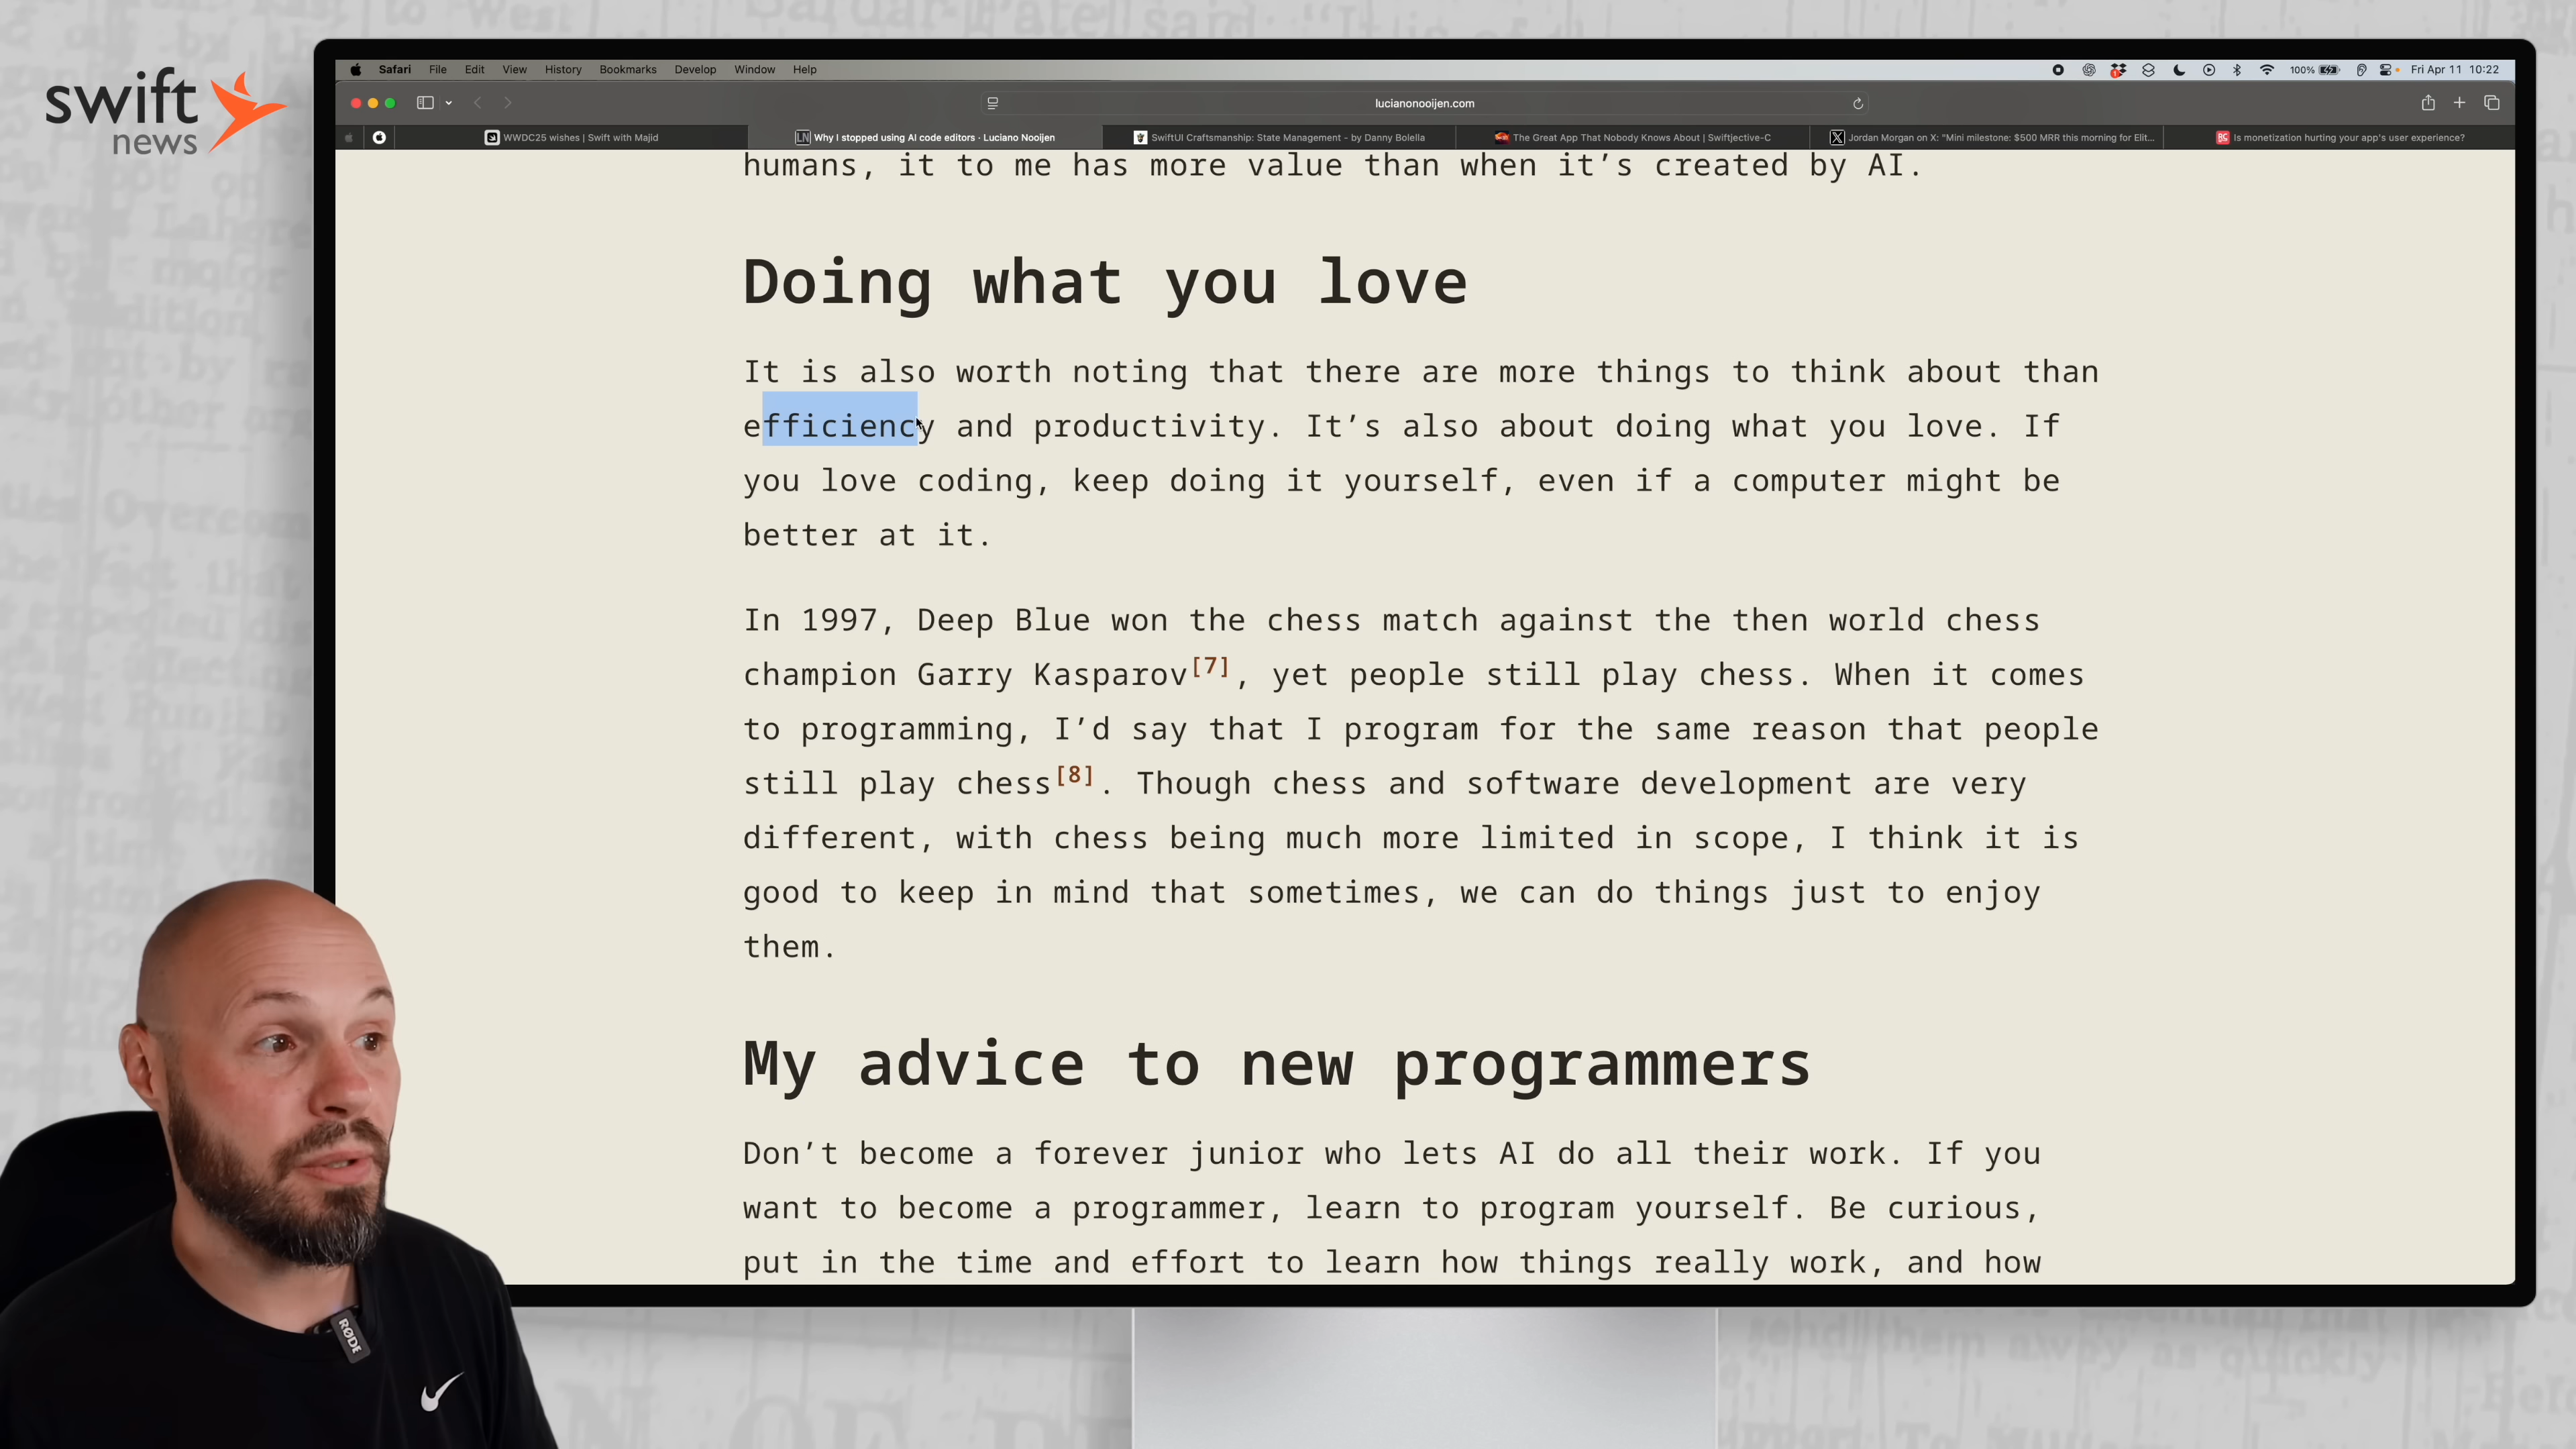 swift
news
Safari File Edit View History Bookmarks Develop Window Help
100% Fri Apr 11 10:22
lucianonooijen.com
WWDC25 wishes | Swift with Majid
LN Why I stopped using AI code editors · Luciano Nooijen
SwiftUI Craftsmanship: State Management - by Danny Bolella
The Great App That Nobody Knows About | Swiftjective-C
Jordan Morgan on X: "Mini milestone: $500 MRR this morning for Elit...
RC Is monetization hurting your app's user experience?
humans, it to me has more value than when it’s created by AI.
Doing what you love
It is also worth noting that there are more things to think about than
efficiency and productivity. It’s also about doing what you love. If
you love coding, keep doing it yourself, even if a computer might be
better at it.
In 1997, Deep Blue won the chess match against the then world chess
champion Garry Kasparov[7], yet people still play chess. When it comes
to programming, I’d say that I program for the same reason that people
still play chess[8]. Though chess and software development are very
different, with chess being much more limited in scope, I think it is
good to keep in mind that sometimes, we can do things just to enjoy
them.
My advice to new programmers
Don’t become a forever junior who lets AI do all their work. If you
want to become a programmer, learn to program yourself. Be curious,
put in the time and effort to learn how things really work, and how
RØDE